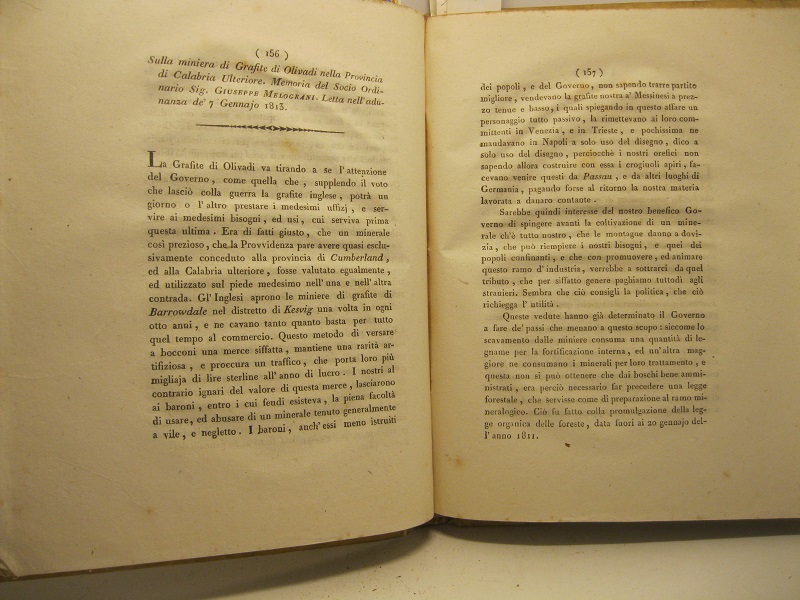 ( 156 )
Sulla miniera di Grafite di Olivadi nella Provincia
di Calabria Ulteriore. Memoria del Socio Ordi-
nario Sig. GIUSEPPE MELOGRANI. Letta nell'adu-
nanza de' 7 Gennajo 1813.
La Grafite di Olivadi va tirando a se l'attenzione
del Governo, come quella che, supplendo il voto
che lasciò colla guerra la grafite inglese, potrà un
giorno o l'altro prestare i medesimi uffizj, e ser-
vire ai medesimi bisogni, ed usi, cui serviva prima
questa ultima. Era di fatti giusto, che un minerale
così prezioso, che la Provvidenza pare avere quasi esclu-
sivamente conceduto alla provincia di Cumberland,
ed alla Calabria ulteriore, fosse valutato egualmente,
ed utilizzato sul piede medesimo nell'una e nell'altra
contrada. Gl'Inglesi aprono le miniere di grafite di
Barrowdale nel distretto di Kesvig una volta in ogni
otto anni, e ne cavano tanto quanto basta per tutto
quel tempo al commercio. Questo metodo di versare
a bocconi una merce siffatta, mantiene una rarità ar-
tifiziosa, e proccura un traffico, che porta loro più
migliaja di lire sterline all'anno di lucro. I nostri al
contrario ignari del valore di questa merce, lasciarono
ai baroni, entro i cui feudi esisteva, la piena facoltà
di usare, ed abusare di un minerale tenuto generalmente
a vile, e negletto. I baroni, anch'essi meno istruiti
( 157 )
dei popoli, e del Governo, non sapendo trarre partito
migliore, vendevano la grafite nostra a' Messinesi a prez-
zo tenue e basso, i quali spiegando in questo affare un
personaggio tutto passivo, la rimettevano ai loro com-
mittenti in Venezia, e in Trieste, e pochissima ne
mandavano in Napoli a solo uso del disegno, dico a
solo uso del disegno, perciocchè i nostri orefici non
sapendo allora costruire con essa i crogiuoli apiri, fa-
cevano venire questi da Passau, e da altri luoghi di
Germania, pagando forse al ritorno la nostra materia
lavorata a danaro contante.
Sarebbe quindi interesse del nostro benefico Go-
verno di spingere avanti la coltivazione di un mine-
rale ch'è tutto nostro, che le montagne danno a dovi-
zia, che può riempiere i nostri bisogni, e quei dei
popoli confinanti, e che con promuovere, ed animare
questo ramo d'industria, verrebbe a sottrarci da quel
tributo, che per siffatto genere paghiamo tuttodì agli
stranieri. Sembra che ciò consigli la politica, che ciò
richiegga l'utilità.
Queste vedute hanno già determinato il Governo
a fare de' passi che menano a questo scopo: siccome lo
scavamento dalle miniere consuma una quantità di le-
gname per la fortificazione interna, ed un'altra mag-
giore ne consumano i minerali per loro trattamento, e
questa non si può ottenere che dai boschi bene ammi-
nistrati, era perciò necessario far precedere una legge
forestale, che servisse come di preparazione al ramo mi-
neralogico. Ciò fu fatto colla promulgazione della leg-
ge organica delle foreste, data fuori ai 20 gennajo del-
l'anno 1811.